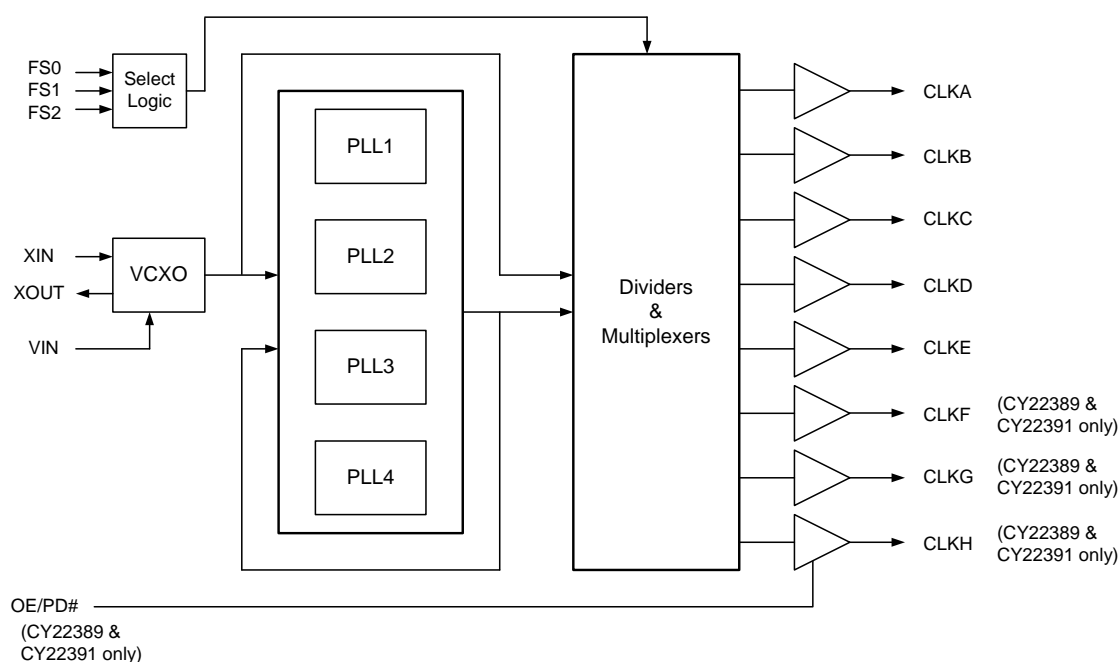 FS0
FS1
FS2
Select
Logic
XIN
XOUT
VIN
VCXO
PLL1
PLL2
PLL3
PLL4
Dividers
&
Multiplexers
CLKA
CLKB
CLKC
CLKD
CLKE
CLKF
(CY22389 &
CY22391 only)
CLKG
(CY22389 &
CY22391 only)
CLKH
(CY22389 &
CY22391 only)
OE/PD#
(CY22389 &
CY22391 only)